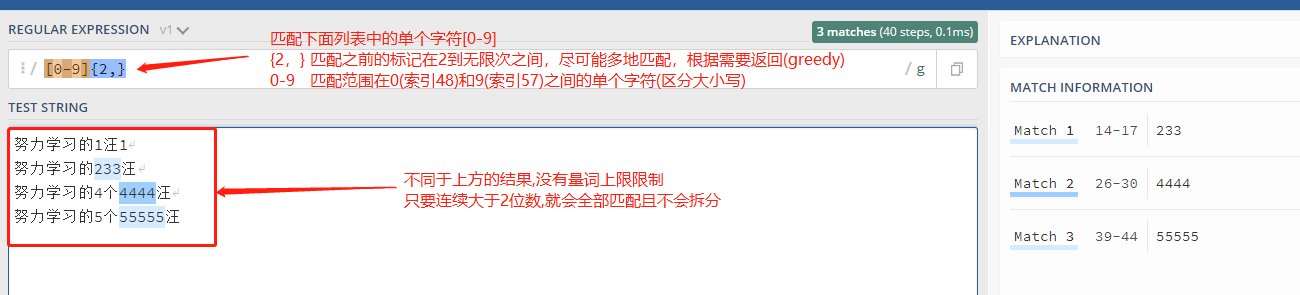 REGULAR EXPRESSION v1
3 matches (40 steps, 0.1ms)
/ [0-9]{2,}
/ g
匹配下面列表中的单个字符[0-9]
{2，} 匹配之前的标记在2到无限次之间，尽可能多地匹配，根据需要返回(greedy)
0-9 匹配范围在0(索引48)和9(索引57)之间的单个字符(区分大小写)
TEST STRING
努力学习的1汪1
努力学习的233汪
努力学习的4个4444汪
努力学习的5个55555汪
不同于上方的结果,没有量词上限限制
只要连续大于2位数,就会全部匹配且不会拆分
EXPLANATION
MATCH INFORMATION
Match 1 14-17 233
Match 2 26-30 4444
Match 3 39-44 55555